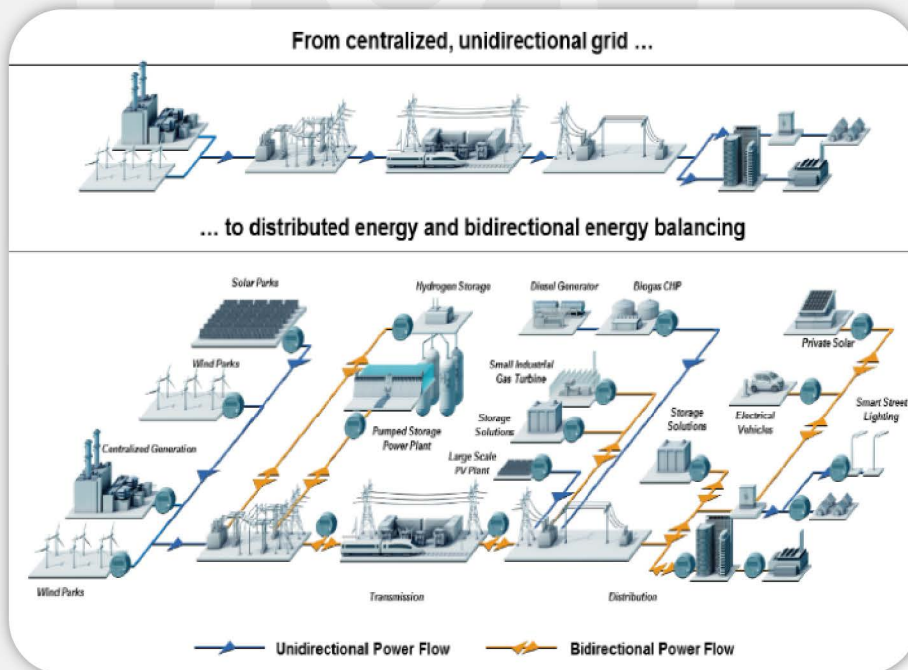 From centralized, unidirectional grid ...
... to distributed energy and bidirectional energy balancing
Solar Parks
Hydrogen Storage
Diesel Generator
Biogas CHP
Private Solar
Wind Parks
Small Industrial
Gas Turbine
Pumped Storage
Power Plant
Storage
Solutions
Storage
Solutions
Electrical
Vehicles
Smart Street
Lighting
Centralized Generation
Large Scale
PV Plant
Wind Parks
Transmission
Distribution
Unidirectional Power Flow
Bidirectional Power Flow